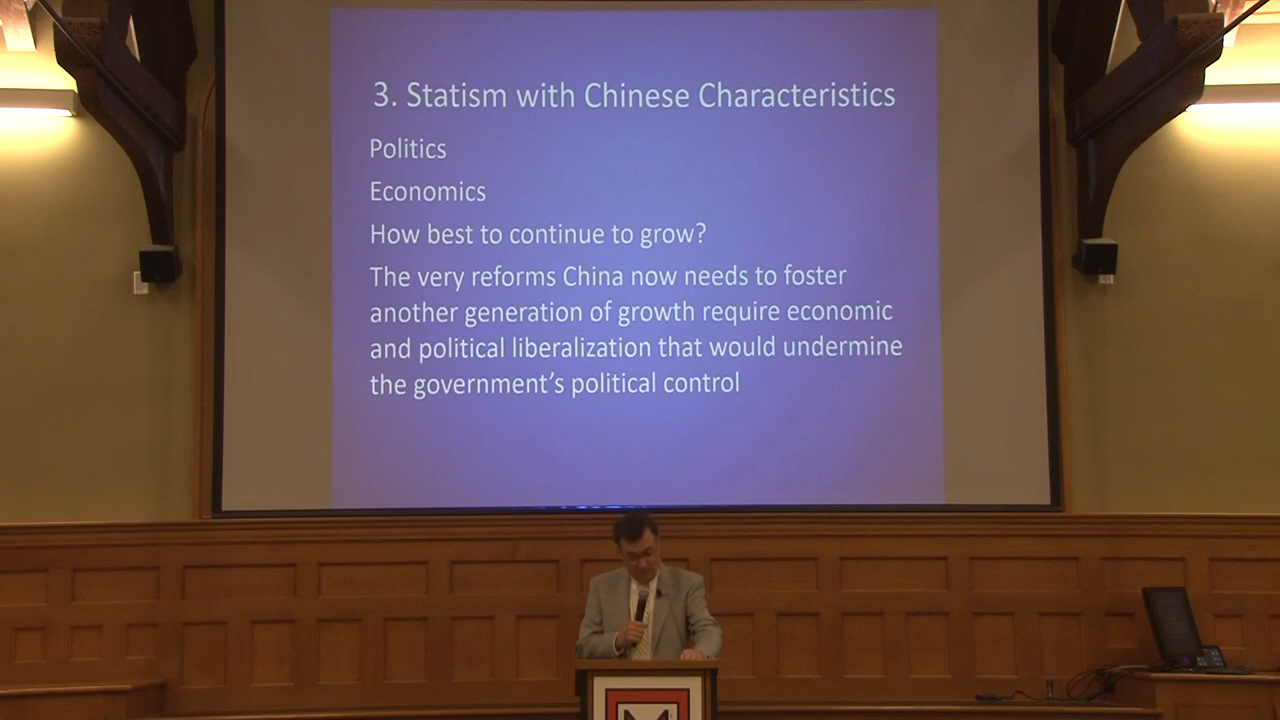 3. Statism with Chinese Characteristics
Politics
Economics
How best to continue to grow?
The very reforms China now needs to foster
another generation of growth require economic
and political liberalization that would undermine
the government’s political control